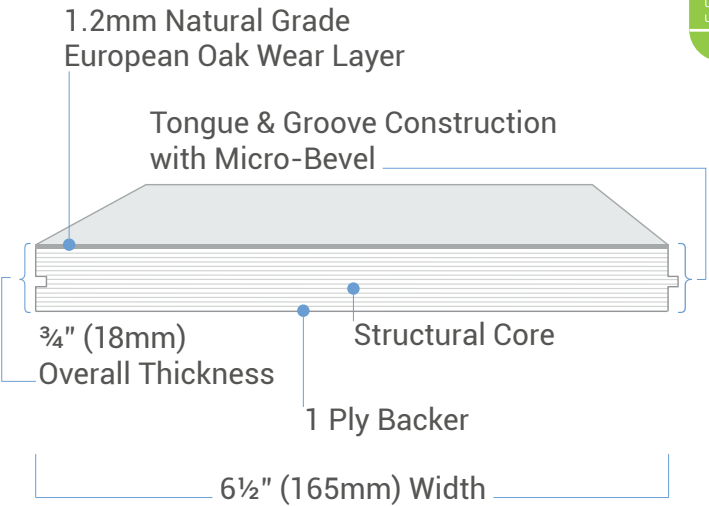 1.2mm Natural Grade
European Oak Wear Layer
Tongue & Groove Construction
with Micro-Bevel
¾" (18mm)
Overall Thickness
Structural Core
1 Ply Backer
6½" (165mm) Width